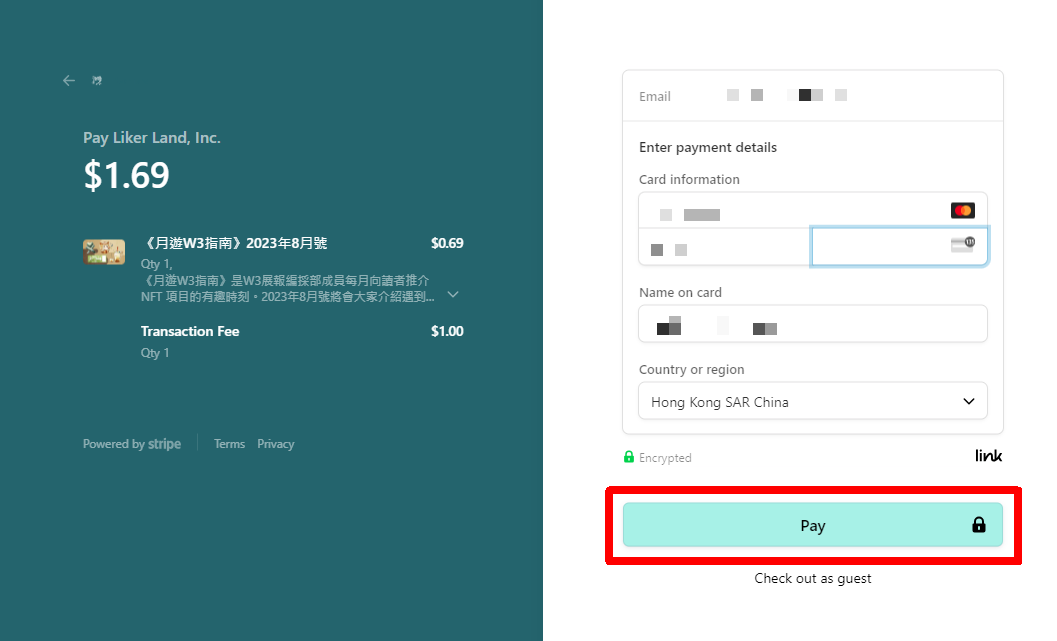 Pay Liker Land, Inc.
$1.69
《月遊W3指南》2023年8月號
$0.69
Qty 1,
《月遊W3指南》是W3展報編採部成員每月向讀者推介
NFT 項目的有趣時刻。2023年8月號將會大家介紹遇到...
Transaction Fee
$1.00
Qty 1
Powered by stripe
Terms
Privacy
Email
Enter payment details
Card information
Name on card
Country or region
Hong Kong SAR China
Encrypted
link
Pay
Check out as guest